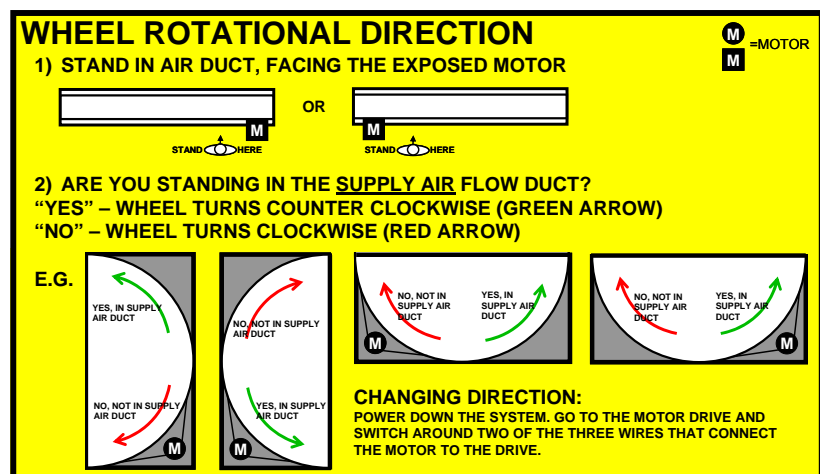 WHEEL ROTATIONAL DIRECTION
M
M
=MOTOR
1) STAND IN AIR DUCT, FACING THE EXPOSED MOTOR
OR
M
STAND HERE
M
STAND HERE
2) ARE YOU STANDING IN THE SUPPLY AIR FLOW DUCT?
“YES” – WHEEL TURNS COUNTER CLOCKWISE (GREEN ARROW)
“NO” – WHEEL TURNS CLOCKWISE (RED ARROW)
E.G.
YES, IN SUPPLY
AIR DUCT
NO, NOT IN SUPPLY
AIR DUCT
M
NO, NOT IN SUPPLY
AIR DUCT
YES, IN SUPPLY
AIR DUCT
M
NO, NOT IN
SUPPLY AIR
DUCT
YES, IN
SUPPLY AIR
DUCT
M
NO, NOT IN
SUPPLY AIR
DUCT
YES, IN
SUPPLY AIR
DUCT
M
CHANGING DIRECTION:
POWER DOWN THE SYSTEM. GO TO THE MOTOR DRIVE AND
SWITCH AROUND TWO OF THE THREE WIRES THAT CONNECT
THE MOTOR TO THE DRIVE.